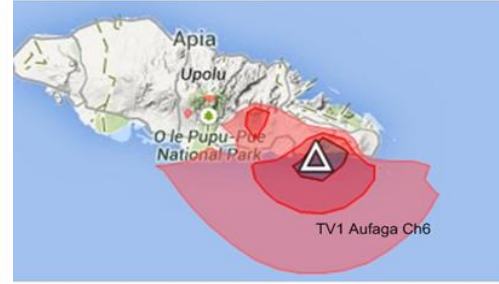 Apia
Upolu
O le Pupu-Pue
National Park
TV1 Aufaga Ch6